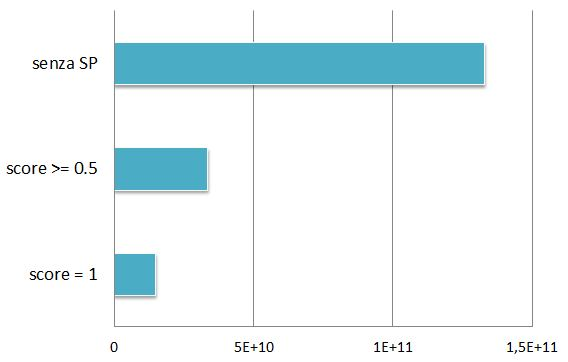 senza SP
score >= 0.5
score = 1
0 5E+10 1E+11 1,5E+11